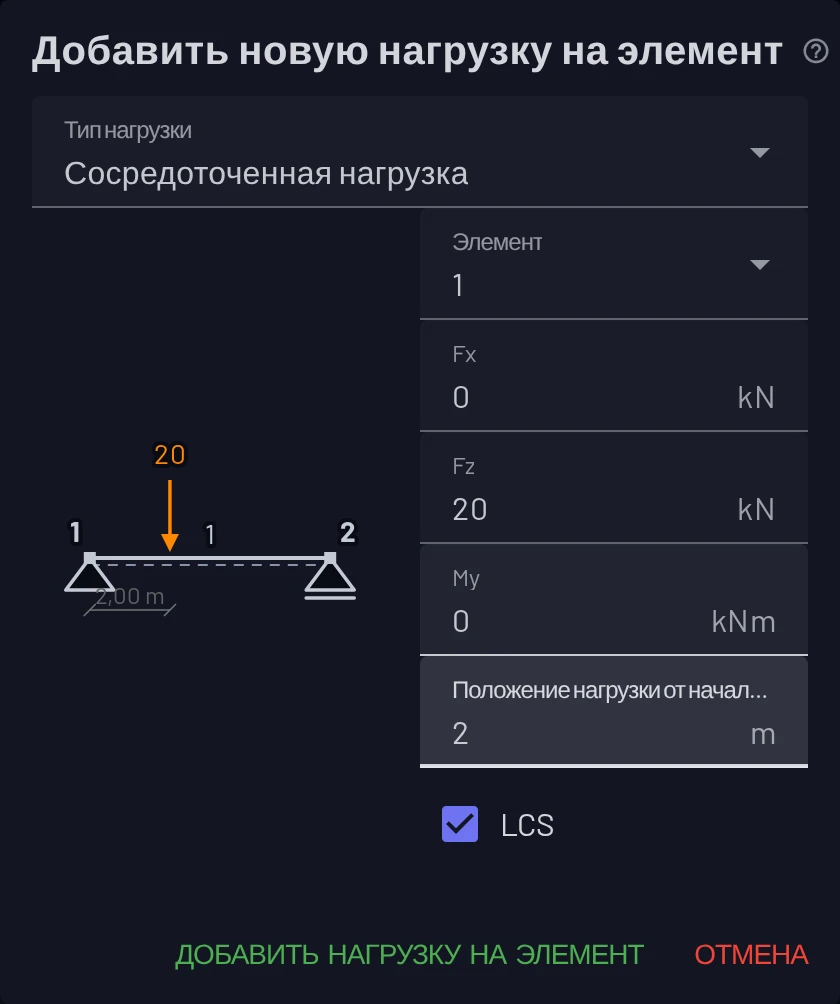 Добавить новую нагрузку на элемент
Тип нагрузки
Сосредоточенная нагрузка
Элемент
1
Fx
0 kN
Fz
20 kN
My
0 kNm
Положение нагрузки от начал...
2 m
LCS
20
1 1 2
2,00 m
ДОБАВИТЬ НАГРУЗКУ НА ЭЛЕМЕНТ ОТМЕНА